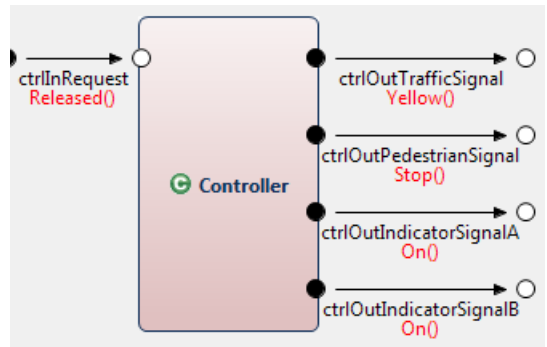 ctrlInRequest
Released()
C Controller
ctrlOutTrafficSignal
Yellow()
ctrlOutPedestrianSignal
Stop()
ctrlOutIndicatorSignalA
On()
ctrlOutIndicatorSignalB
On()